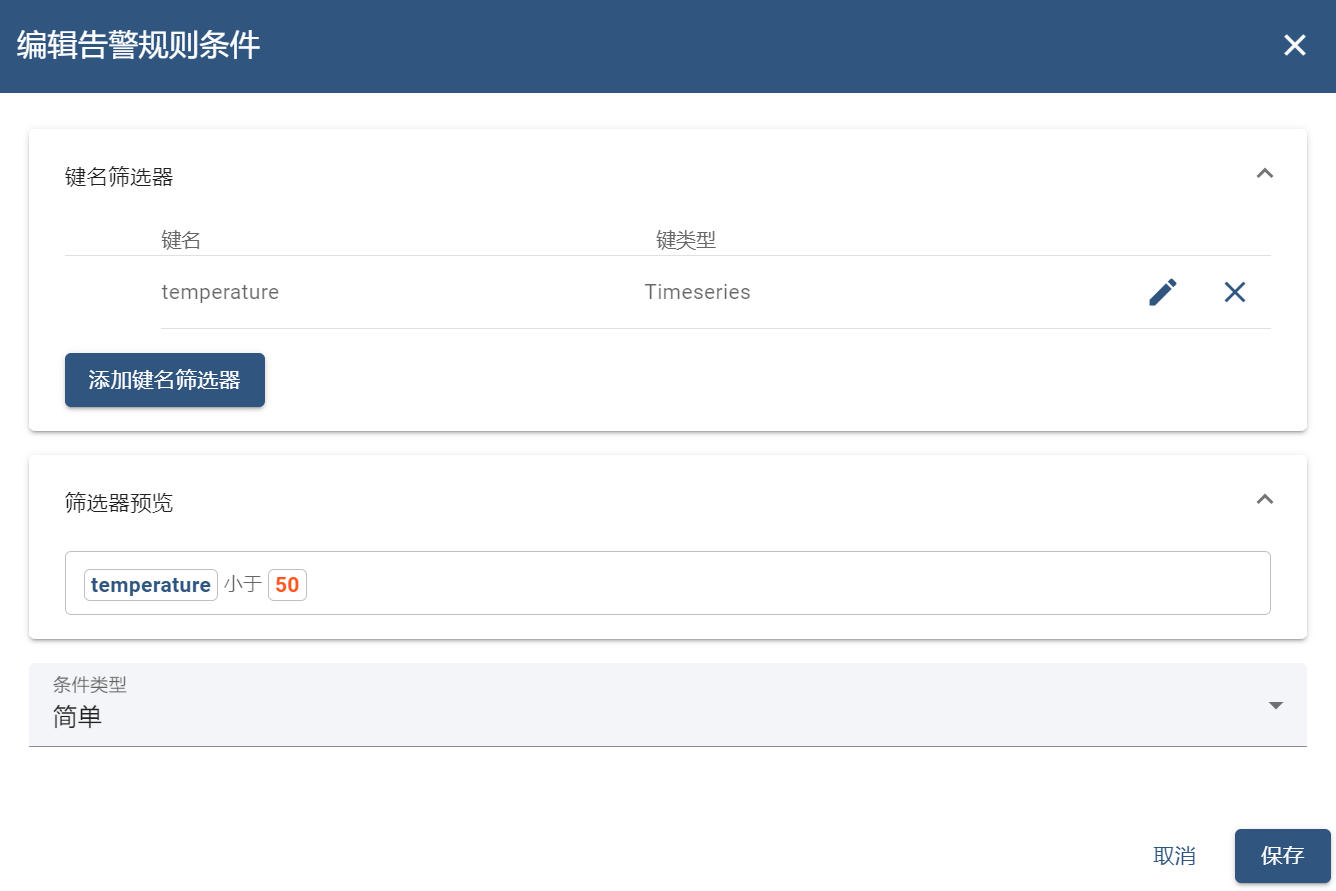 编辑告警规则条件
键名筛选器
键名 键类型
temperature Timeseries
添加键名筛选器
筛选器预览
temperature 小于 50
条件类型
简单
取消 保存